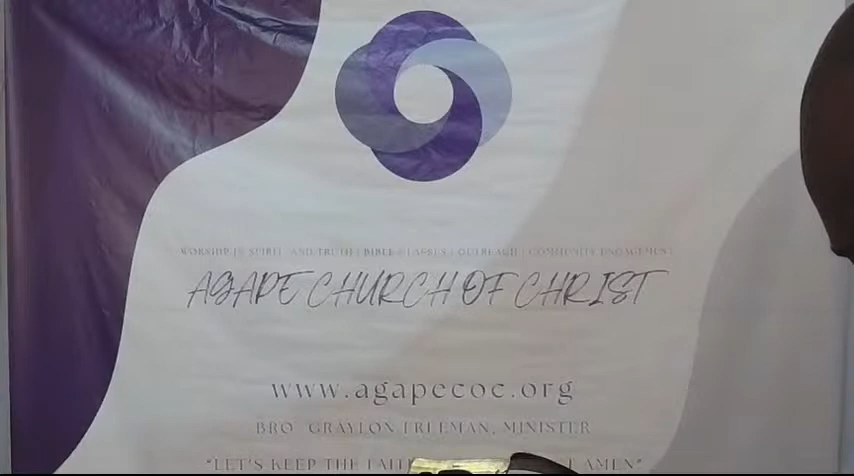 WORSHIP IN SPIRIT AND TRUTH | BIBLE CLASSES | OUTREACH | COMMUNITY ENGAGEMENT
AGAPE CHURCH OF CHRIST
www.agapecoc.org
BRO GRAYLON FREEMAN, MINISTER
"LET'S KEEP THE FAITH AMEN"